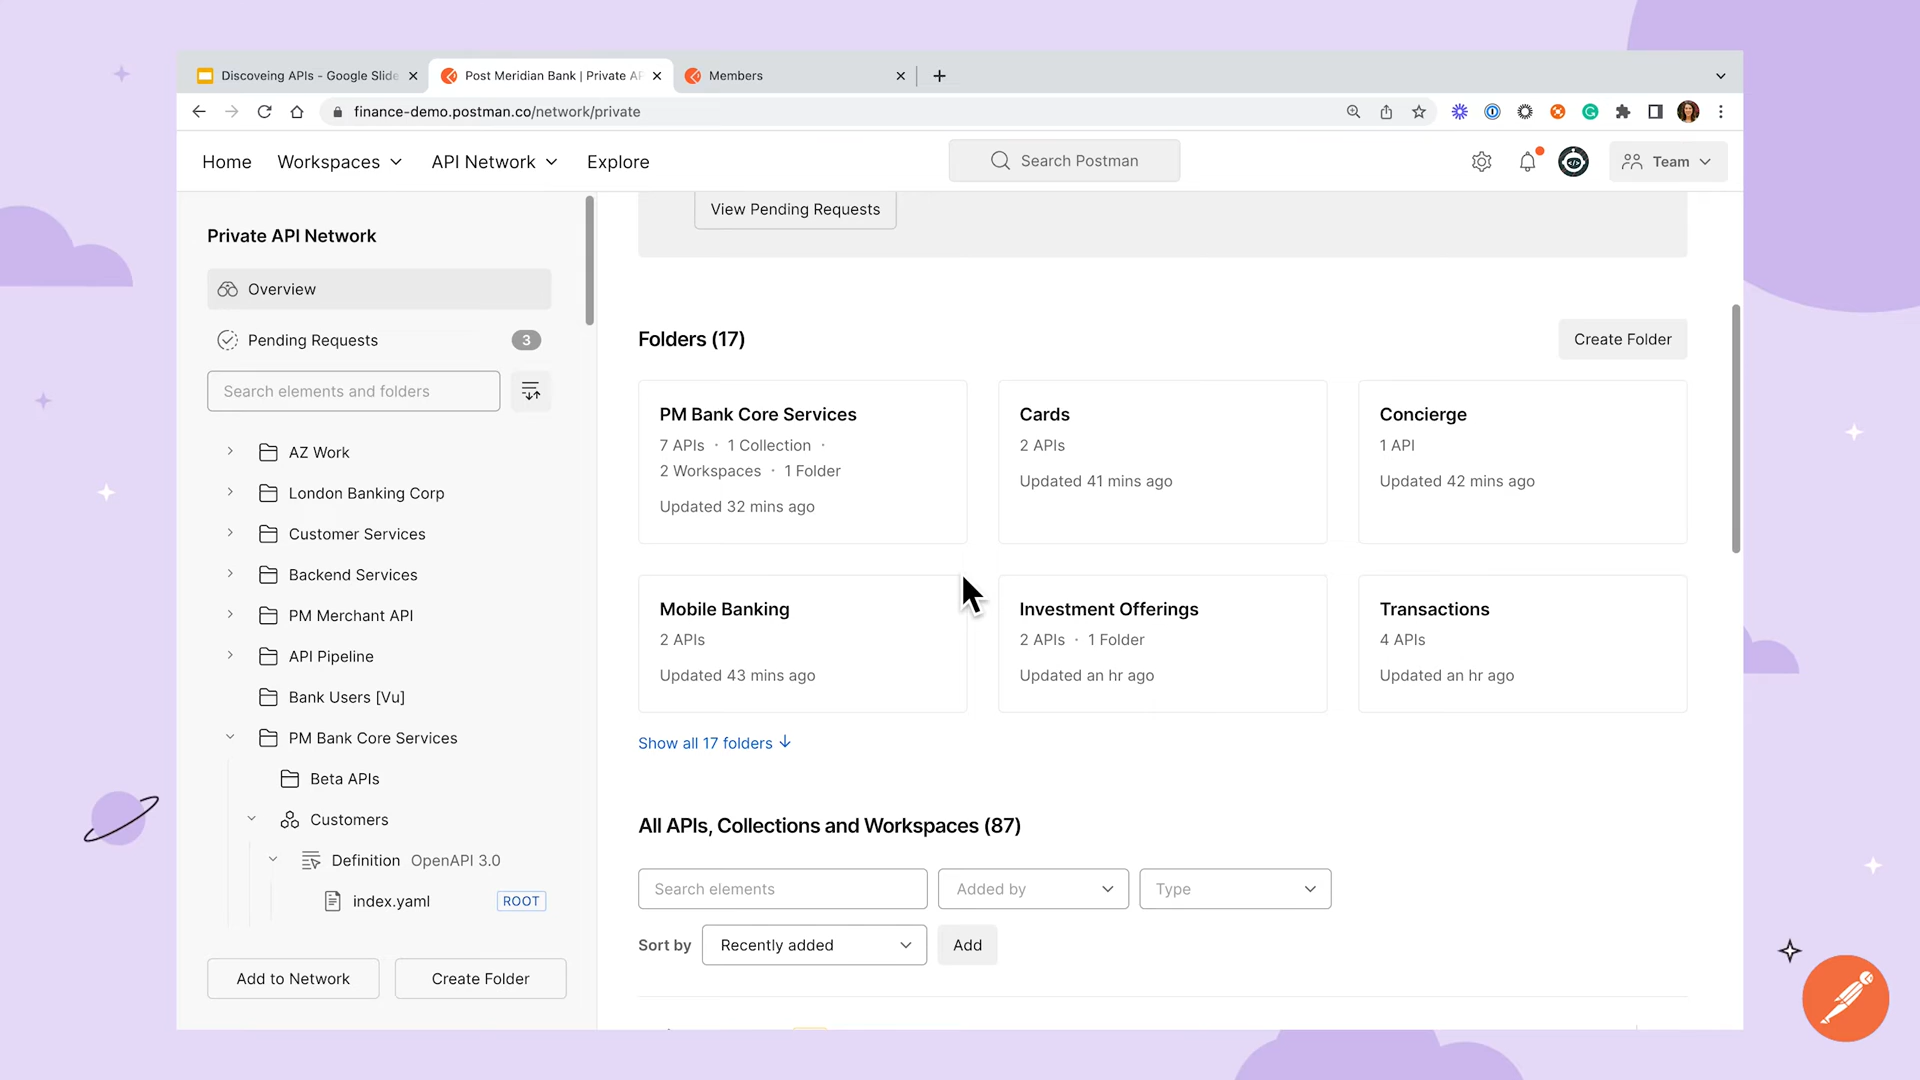 Discoveing APIs - Google Slide
Post Meridian Bank | Private AP
Members
finance-demo.postman.co/network/private
Home
Workspaces
API Network
Explore
Search Postman
Team
Private API Network
Overview
Pending Requests
3
Search elements and folders
AZ Work
London Banking Corp
Customer Services
Backend Services
PM Merchant API
API Pipeline
Bank Users [Vu]
PM Bank Core Services
Beta APIs
Customers
Definition OpenAPI 3.0
index.yaml ROOT
Add to Network
Create Folder
View Pending Requests
Folders (17)
Create Folder
PM Bank Core Services
7 APIs · 1 Collection ·
2 Workspaces · 1 Folder
Updated 32 mins ago
Cards
2 APIs
Updated 41 mins ago
Concierge
1 API
Updated 42 mins ago
Mobile Banking
2 APIs
Updated 43 mins ago
Investment Offerings
2 APIs · 1 Folder
Updated an hr ago
Transactions
4 APIs
Updated an hr ago
Show all 17 folders
All APIs, Collections and Workspaces (87)
Search elements
Added by
Type
Sort by
Recently added
Add